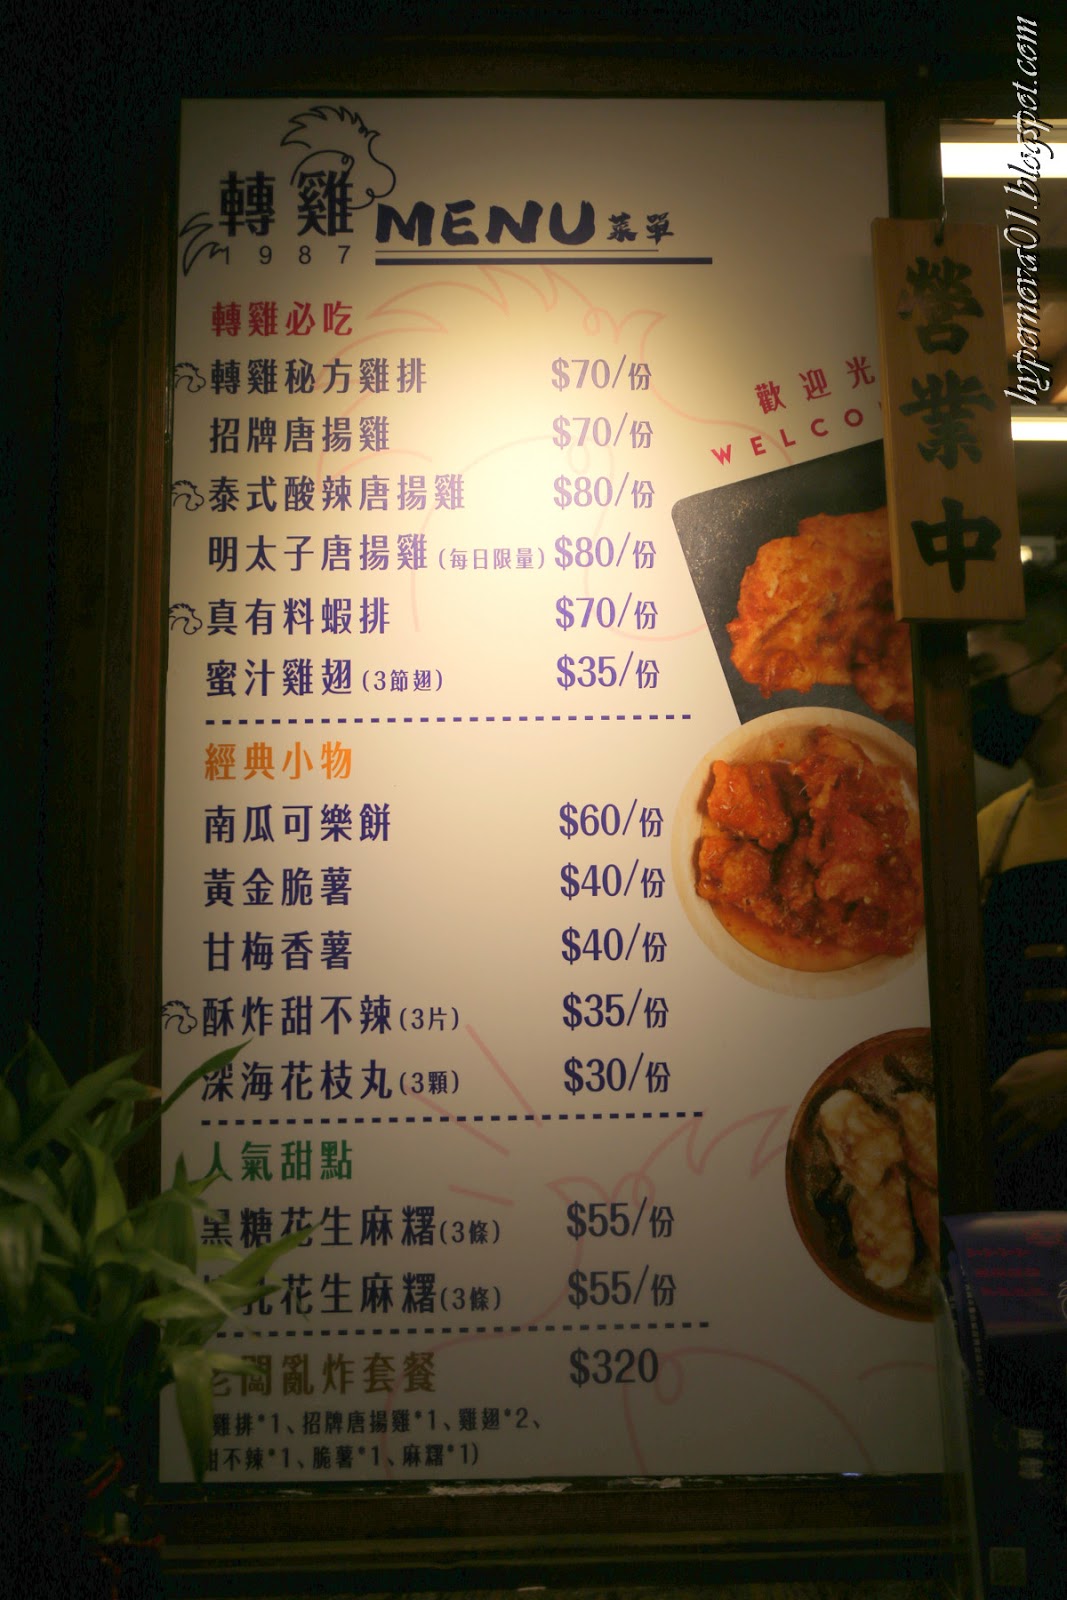 hypernova01.blogspot.com
轉雞
1987
MENU 菜單
營業中
歡迎光
WELCO
轉雞必吃
轉雞秘方雞排 $70/份
招牌唐揚雞 $70/份
泰式酸辣唐揚雞 $80/份
明太子唐揚雞(每日限量) $80/份
真有料蝦排 $70/份
蜜汁雞翅(3節翅) $35/份
經典小物
南瓜可樂餅 $60/份
黃金脆薯 $40/份
甘梅香薯 $40/份
酥炸甜不辣(3片) $35/份
深海花枝丸(3顆) $30/份
人氣甜點
黑糖花生麻糬(3條) $55/份
乳花生麻糬(3條) $55/份
老闆亂炸套餐 $320
雞排*1、招牌唐揚雞*1、雞翅*2、
甜不辣*1、脆薯*1、麻糬*1)